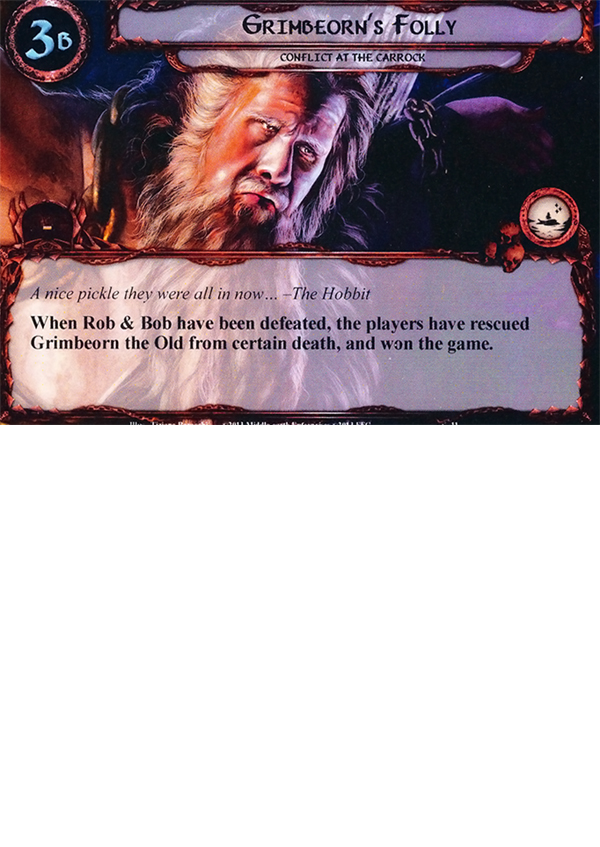 3B
GRIMBEORN'S FOLLY
CONFLICT AT THE CARROCK
A nice pickle they were all in now… –The Hobbit
When Rob & Bob have been defeated, the players have rescued
Grimbeorn the Old from certain death, and won the game.